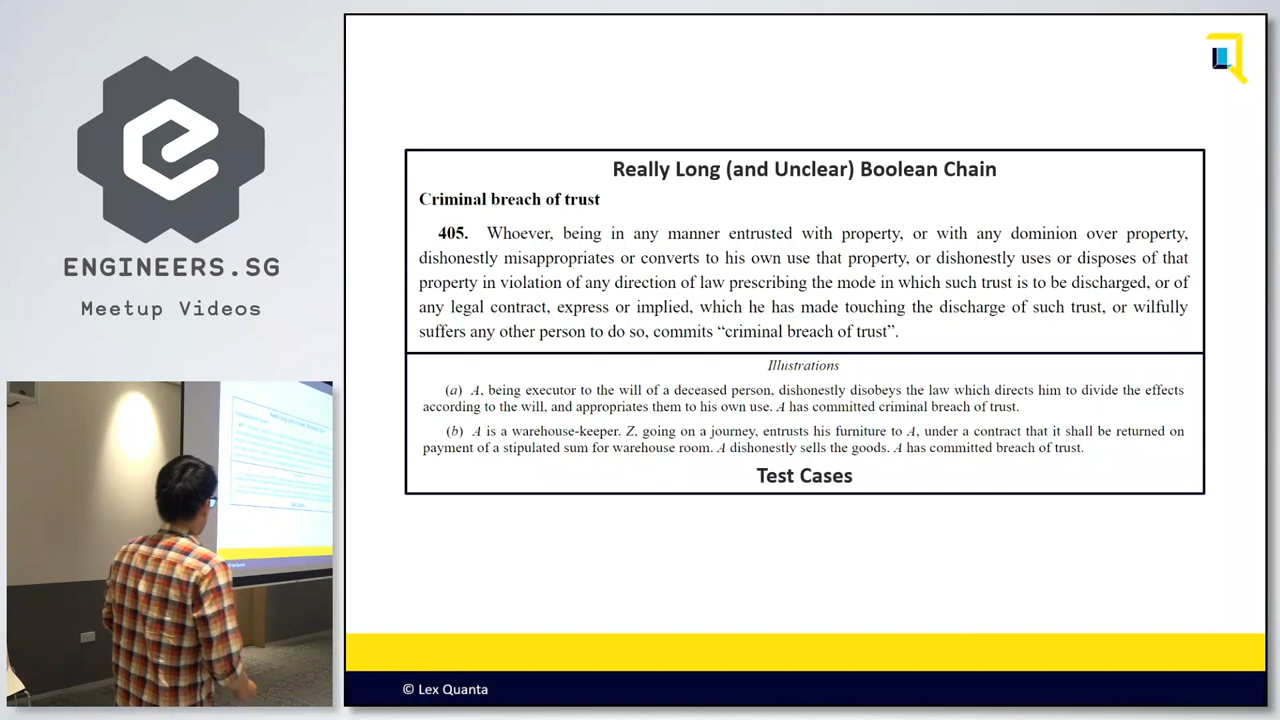 ENGINEERS.SG
Meetup Videos
Really Long (and Unclear) Boolean Chain
Criminal breach of trust
405. Whoever, being in any manner entrusted with property, or with any dominion over property,
dishonestly misappropriates or converts to his own use that property, or dishonestly uses or disposes of that
property in violation of any direction of law prescribing the mode in which such trust is to be discharged, or of
any legal contract, express or implied, which he has made touching the discharge of such trust, or wilfully
suffers any other person to do so, commits “criminal breach of trust”.
Illustrations
(a) A, being executor to the will of a deceased person, dishonestly disobeys the law which directs him to divide the effects
according to the will, and appropriates them to his own use. A has committed criminal breach of trust.
(b) A is a warehouse-keeper. Z, going on a journey, entrusts his furniture to A, under a contract that it shall be returned on
payment of a stipulated sum for warehouse room. A dishonestly sells the goods. A has committed breach of trust.
Test Cases
© Lex Quanta